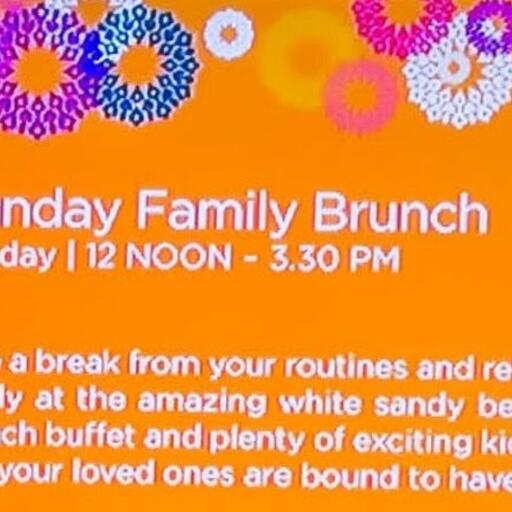 nday Family Brunch
day | 12 NOON - 3.30 PM
a break from your routines and re
ly at the amazing white sandy be
ch buffet and plenty of exciting ki
your loved ones are bound to have